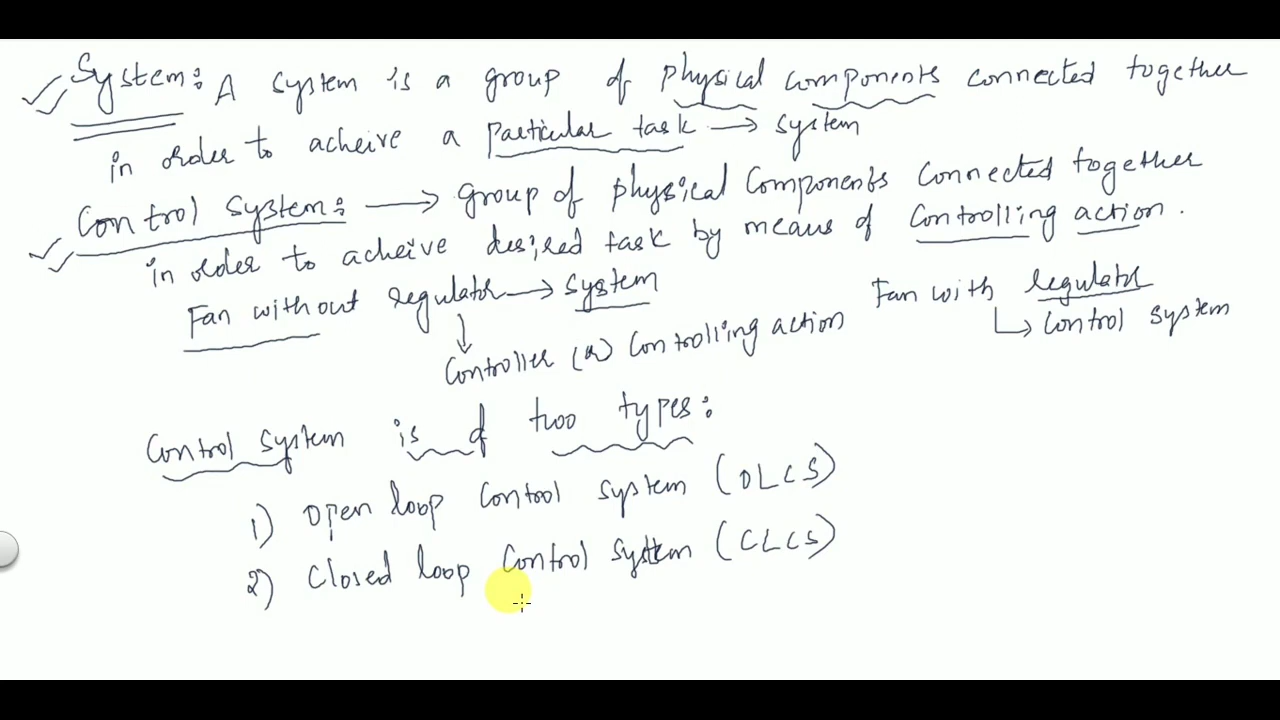 System: A system is a group of physical components connected together
in order to acheive a particular task → system
Control system: → group of physical components connected together
in order to acheive desired task by means of controlling action.
Fan without regulator → system
Fan with regulator
↓
→ control system
Controller (or) controlling action
Control system is of two types:
1) Open loop control system (OLCS)
2) Closed loop control system (CLCS)